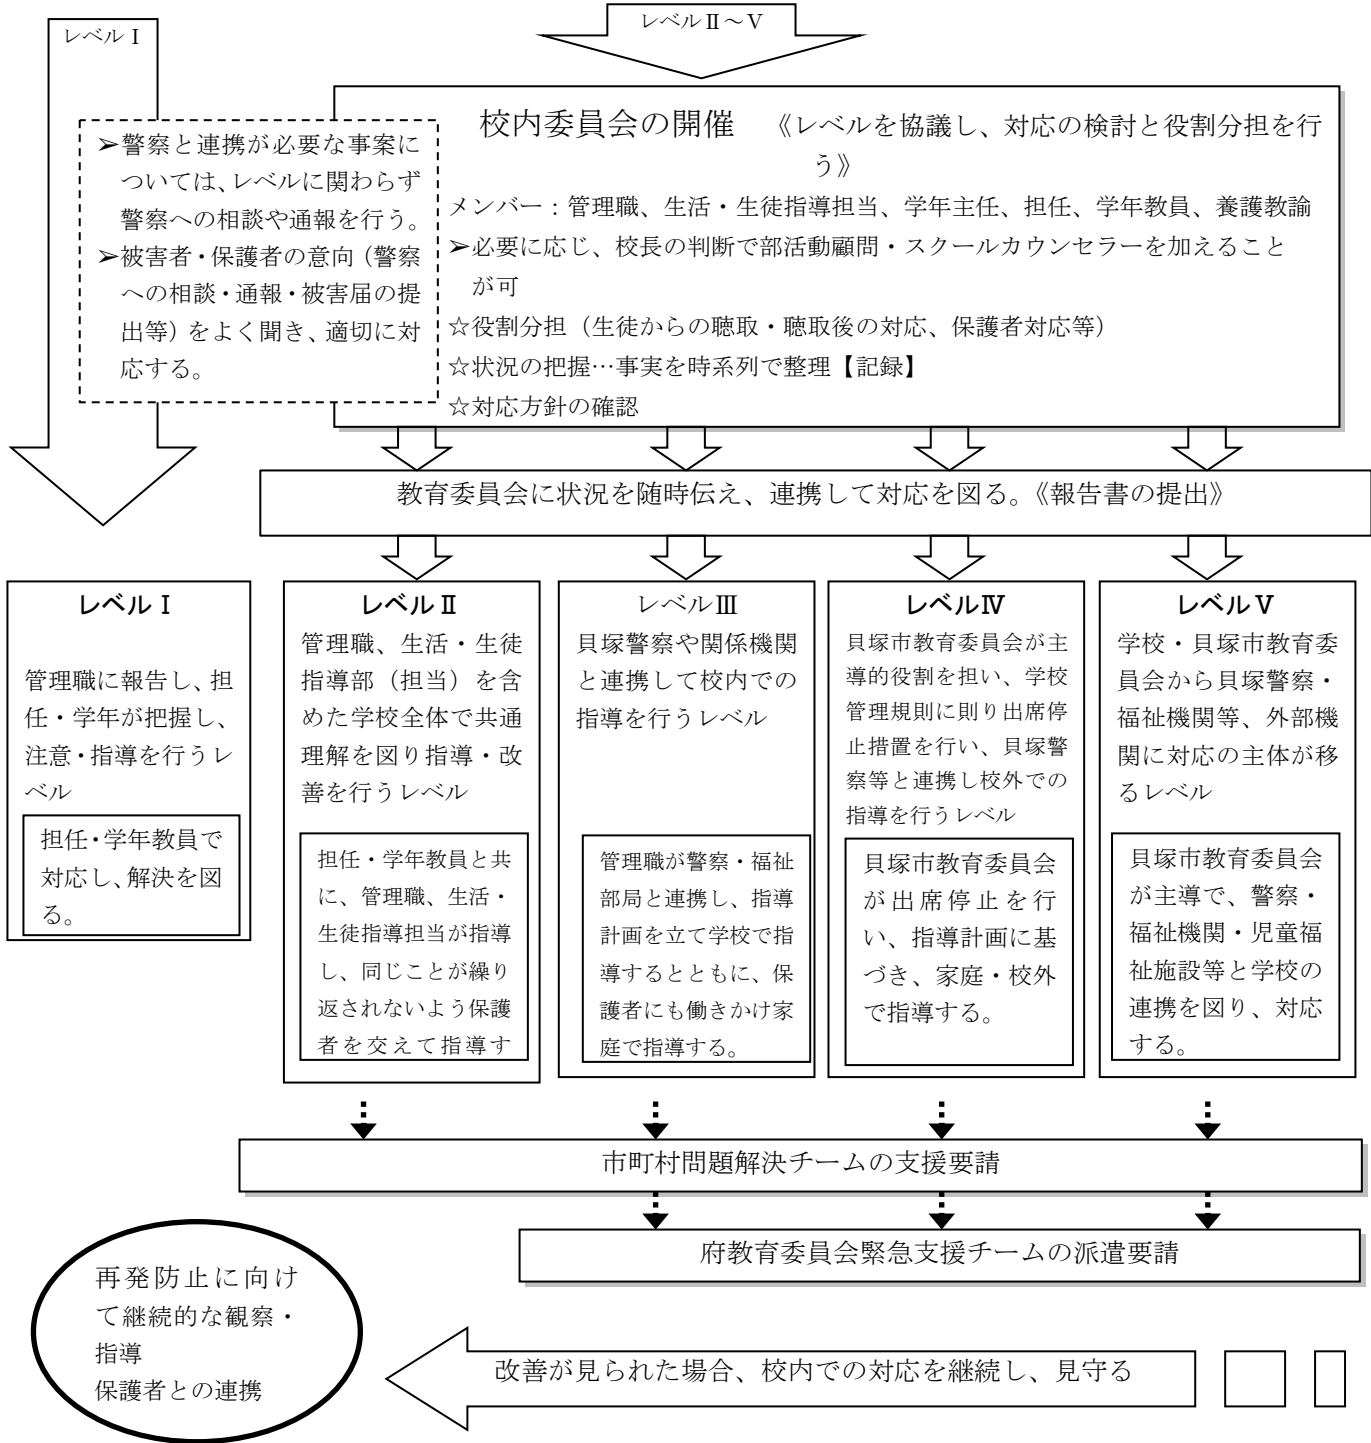 レベルⅠ
レベルⅡ～Ⅴ
➢警察と連携が必要な事案に
ついては、レベルに関わらず
警察への相談や通報を行う。
➢被害者・保護者の意向（警察
への相談・通報・被害届の提
出等）をよく聞き、適切に対
応する。
校内委員会の開催　《レベルを協議し、対応の検討と役割分担を行
う》
メンバー：管理職、生活・生徒指導担当、学年主任、担任、学年教員、養護教諭
➢必要に応じ、校長の判断で部活動顧問・スクールカウンセラーを加えること
が可
☆役割分担（生徒からの聴取・聴取後の対応、保護者対応等）
☆状況の把握…事実を時系列で整理【記録】
☆対応方針の確認
教育委員会に状況を随時伝え、連携して対応を図る。《報告書の提出》
レベルⅠ
管理職に報告し、担
任・学年が把握し、
注意・指導を行うレ
ベル
担任・学年教員で
対応し、解決を図
る。
レベルⅡ
管理職、生活・生徒
指導部（担当）を含
めた学校全体で共通
理解を図り指導・改
善を行うレベル
担任・学年教員と共
に、管理職、生活・
生徒指導担当が指導
し、同じことが繰り
返されないよう保護
者を交えて指導す
レベルⅢ
貝塚警察や関係機関
と連携して校内での
指導を行うレベル
管理職が警察・福祉
部局と連携し、指導
計画を立て学校で指
導するとともに、保
護者にも働きかけ家
庭で指導する。
レベルⅣ
貝塚市教育委員会が主
導的役割を担い、学校
管理規則に則り出席停
止措置を行い、貝塚警
察等と連携し校外での
指導を行うレベル
貝塚市教育委員会
が出席停止を行
い、指導計画に基
づき、家庭・校外
で指導する。
レベルⅤ
学校・貝塚市教育委
員会から貝塚警察・
福祉機関等、外部機
関に対応の主体が移
るレベル
貝塚市教育委員会
が主導で、警察・
福祉機関・児童福
祉施設等と学校の
連携を図り、対応
する。
市町村問題解決チームの支援要請
府教育委員会緊急支援チームの派遣要請
再発防止に向け
て継続的な観察・
指導
保護者との連携
改善が見られた場合、校内での対応を継続し、見守る